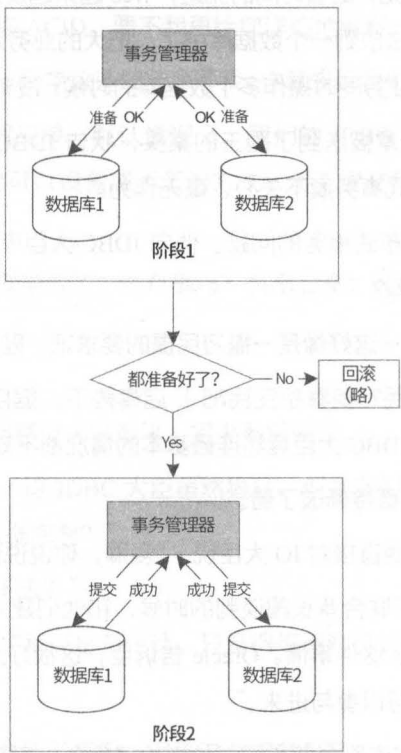 事务管理器
准备 OK OK 准备
数据库1 数据库2
阶段1
都准备好了?
No
回滚
(略)
Yes
事务管理器
提交 成功 成功 提交
数据库1 数据库2
阶段2